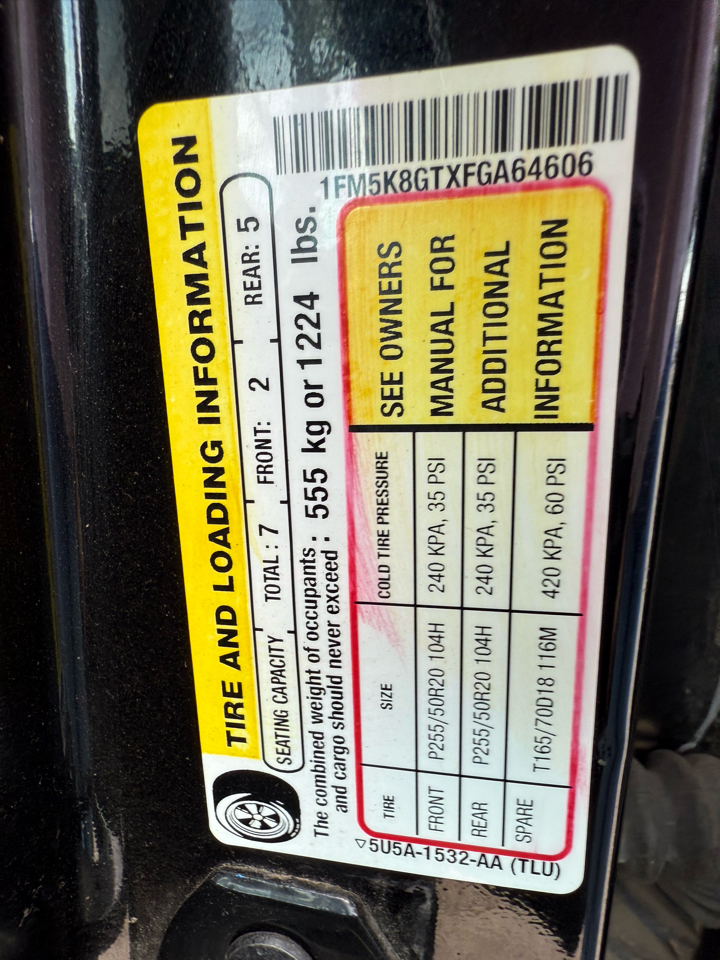 TIRE AND LOADING INFORMATION
SEATING CAPACITY TOTAL: 7 FRONT: 2 REAR: 5
The combined weight of occupants
and cargo should never exceed : 555 kg or 1224 lbs.
1FM5K8GTXFGA64606
TIRE SIZE COLD TIRE PRESSURE
FRONT P255/50R20 104H 240 KPA, 35 PSI
REAR P255/50R20 104H 240 KPA, 35 PSI
SPARE T165/70D18 116M 420 KPA, 60 PSI
SEE OWNERS
MANUAL FOR
ADDITIONAL
INFORMATION
▽5U5A-1532-AA (TLU)